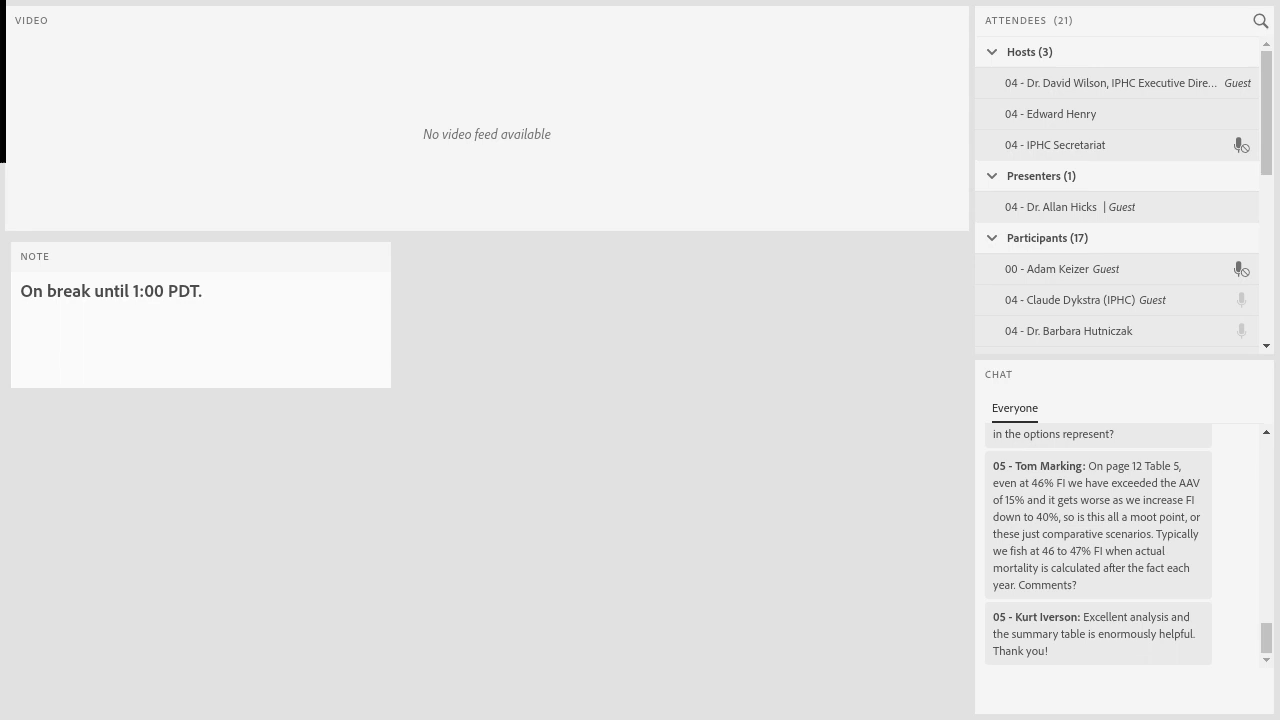 VIDEO
No video feed available
NOTE
On break until 1:00 PDT.
ATTENDEES (21)
Hosts (3)
04 - Dr. David Wilson, IPHC Executive Dire... Guest
04 - Edward Henry
04 - IPHC Secretariat
Presenters (1)
04 - Dr. Allan Hicks | Guest
Participants (17)
00 - Adam Keizer Guest
04 - Claude Dykstra (IPHC) Guest
04 - Dr. Barbara Hutniczak
CHAT
Everyone
in the options represent?
05 - Tom Marking: On page 12 Table 5,
even at 46% FI we have exceeded the AAV
of 15% and it gets worse as we increase FI
down to 40%, so is this all a moot point, or
these just comparative scenarios. Typically
we fish at 46 to 47% FI when actual
mortality is calculated after the fact each
year. Comments?
05 - Kurt Iverson: Excellent analysis and
the summary table is enormously helpful.
Thank you!